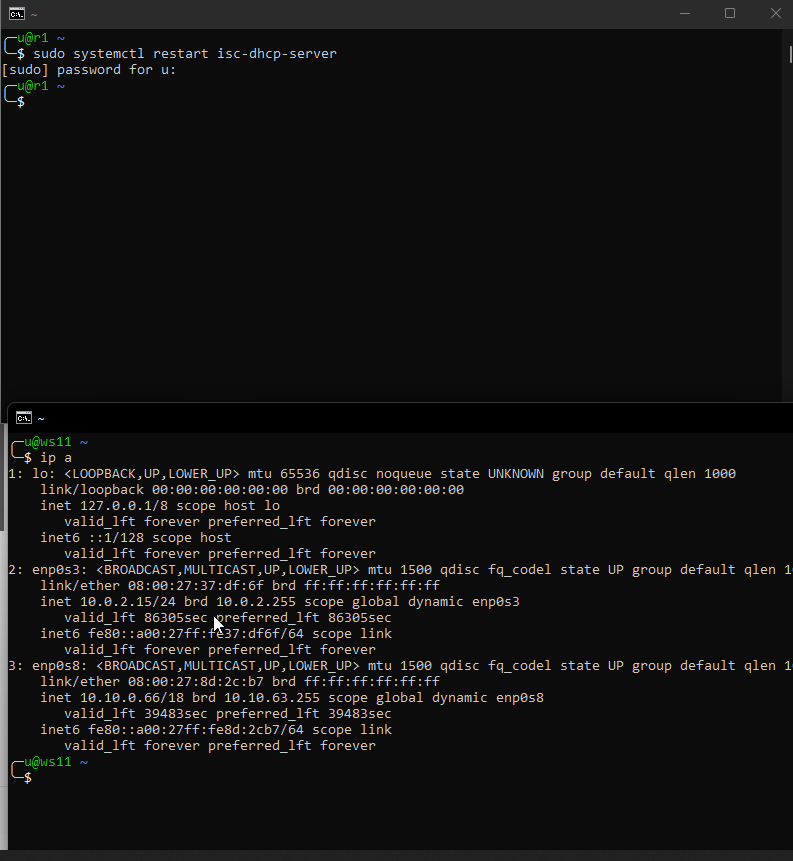 ~
u@r1 ~
$ sudo systemctl restart isc-dhcp-server
[sudo] password for u:
u@r1 ~
$
~
u@ws11 ~
$ ip a
1: lo: <LOOPBACK,UP,LOWER_UP> mtu 65536 qdisc noqueue state UNKNOWN group default qlen 1000
link/loopback 00:00:00:00:00:00 brd 00:00:00:00:00:00
inet 127.0.0.1/8 scope host lo
valid_lft forever preferred_lft forever
inet6 ::1/128 scope host
valid_lft forever preferred_lft forever
2: enp0s3: <BROADCAST,MULTICAST,UP,LOWER_UP> mtu 1500 qdisc fq_codel state UP group default qlen 1
link/ether 08:00:27:37:df:6f brd ff:ff:ff:ff:ff:ff
inet 10.0.2.15/24 brd 10.0.2.255 scope global dynamic enp0s3
valid_lft 86305sec preferred_lft 86305sec
inet6 fe80::a00:27ff:fe37:df6f/64 scope link
valid_lft forever preferred_lft forever
3: enp0s8: <BROADCAST,MULTICAST,UP,LOWER_UP> mtu 1500 qdisc fq_codel state UP group default qlen 1
link/ether 08:00:27:8d:2c:b7 brd ff:ff:ff:ff:ff:ff
inet 10.10.0.66/18 brd 10.10.63.255 scope global dynamic enp0s8
valid_lft 39483sec preferred_lft 39483sec
inet6 fe80::a00:27ff:fe8d:2cb7/64 scope link
valid_lft forever preferred_lft forever
u@ws11 ~
$